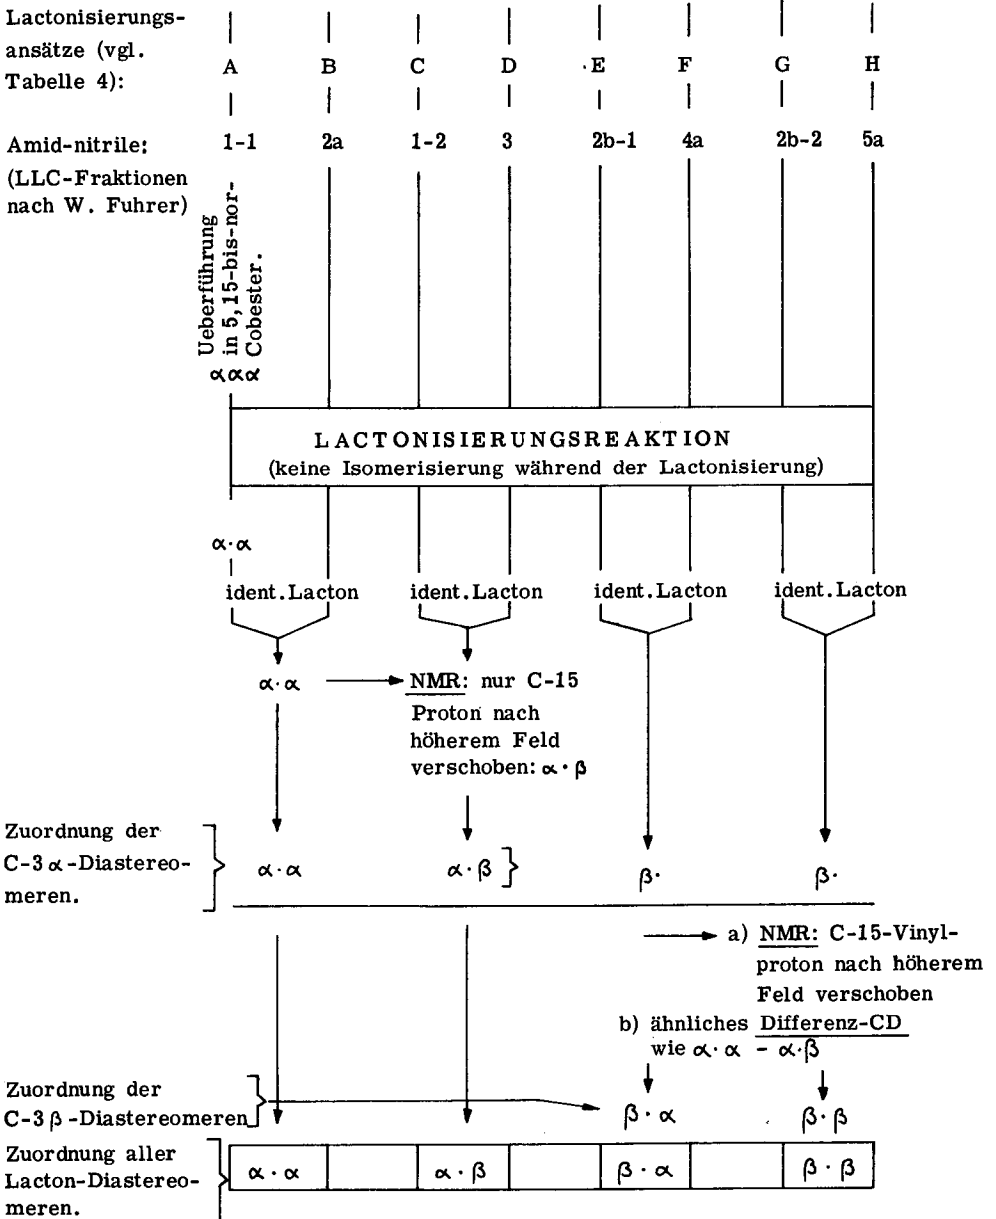 Lactonisierungs-
ansätze (vgl.
Tabelle 4):
A B C D E F G H
Amid-nitrile: 1-1 2a 1-2 3 2b-1 4a 2b-2 5a
(LLC-Fraktionen
nach W. Fuhrer)
Ueberführung
in 5,15-bis-nor-
Cobester.
ααα
LACTONISIERUNGSREAKTION
(keine Isomerisierung während der Lactonisierung)
α·α
ident.Lacton ident.Lacton ident.Lacton ident.Lacton
α·α NMR: nur C-15
Proton nach
höherem Feld
verschoben: α·β
Zuordnung der
C-3 α-Diastereo-
meren.
α·α α·β β· β·
a) NMR: C-15-Vinyl-
proton nach höherem
Feld verschoben
b) ähnliches Differenz-CD
wie α·α - α·β
Zuordnung der
C-3 β-Diastereomeren
β·α β·β
Zuordnung aller
Lacton-Diastereo-
meren.
α·α α·β β·α β·β